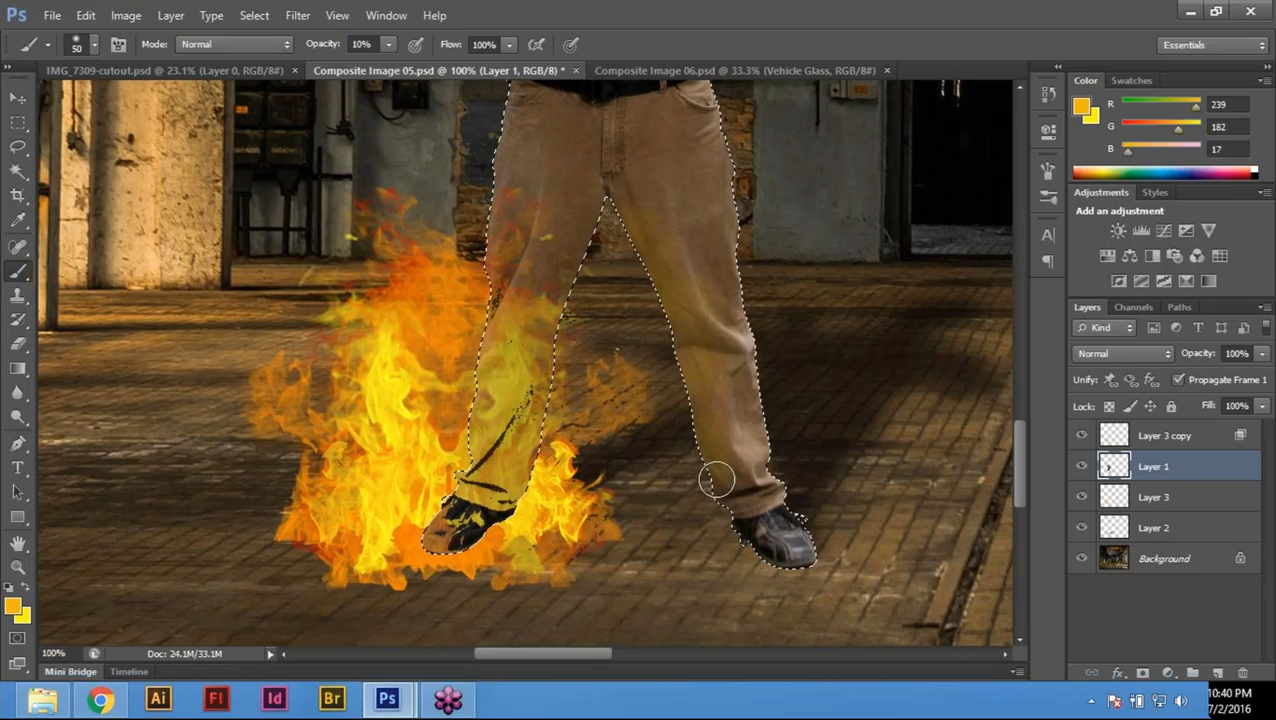 Ps File Edit Image Layer Type Select Filter View Window Help
50 Mode: Normal Opacity: 10% Flow: 100% Essentials
IMG_7309-cutout.psd @ 23.1% (Layer 0, RGB/8#) × Composite Image 05.psd @ 100% (Layer 1, RGB/8) * × Composite Image 06.psd @ 33.3% (Vehicle Glass, RGB/8#) ×
Color Swatches
R 239
G 182
B 17
Adjustments Styles
Add an adjustment
Layers Channels Paths
Kind
Normal Opacity: 100%
Unify: Propagate Frame 1
Lock: Fill: 100%
Layer 3 copy
Layer 1
Layer 3
Layer 2
Background
100% Doc: 24.1M/33.1M
Mini Bridge Timeline
Ai Fl Id Br Ps
10:40 PM
7/2/2016